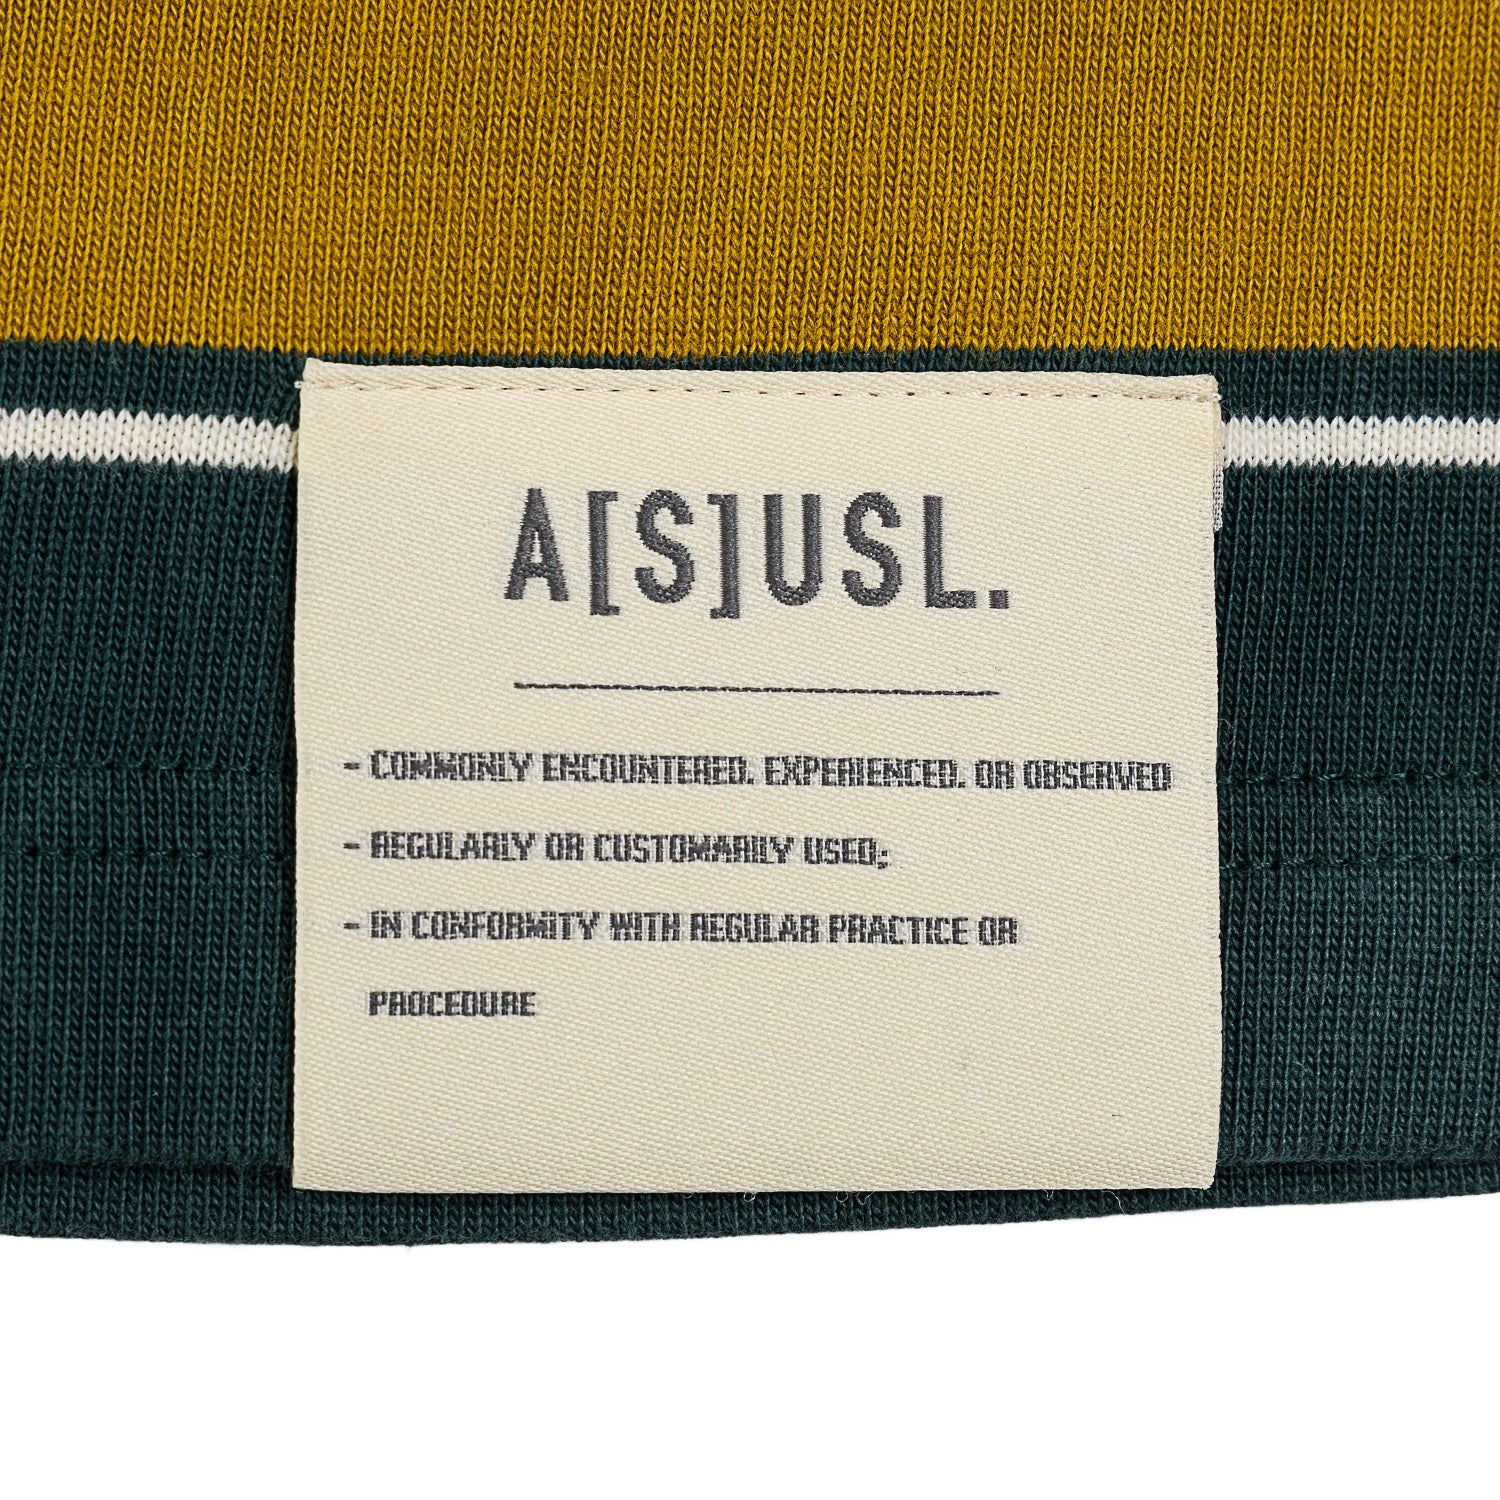 A[S]USL.
- COMMONLY ENCOUNTERED. EXPERIENCED. OR OBSERVED
- REGULARLY OR CUSTOMARILY USED;
- IN CONFORMITY WITH REGULAR PRACTICE OR
PROCEDURE